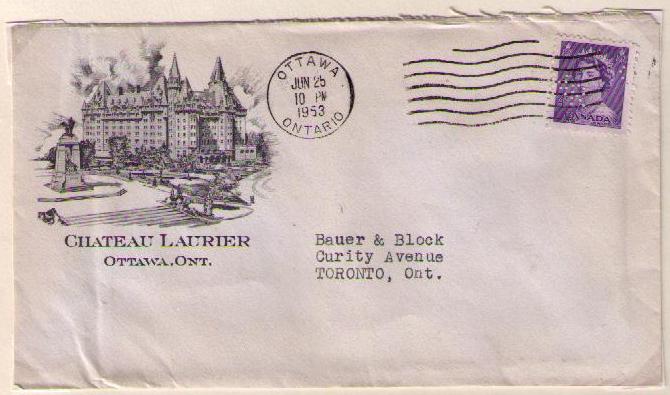 OTTAWA
JUN 25
10 PM
1953
ONTARIO
CANADA
CHATEAU LAURIER
OTTAWA, ONT.
Bauer & Block
Curity Avenue
TORONTO, Ont.